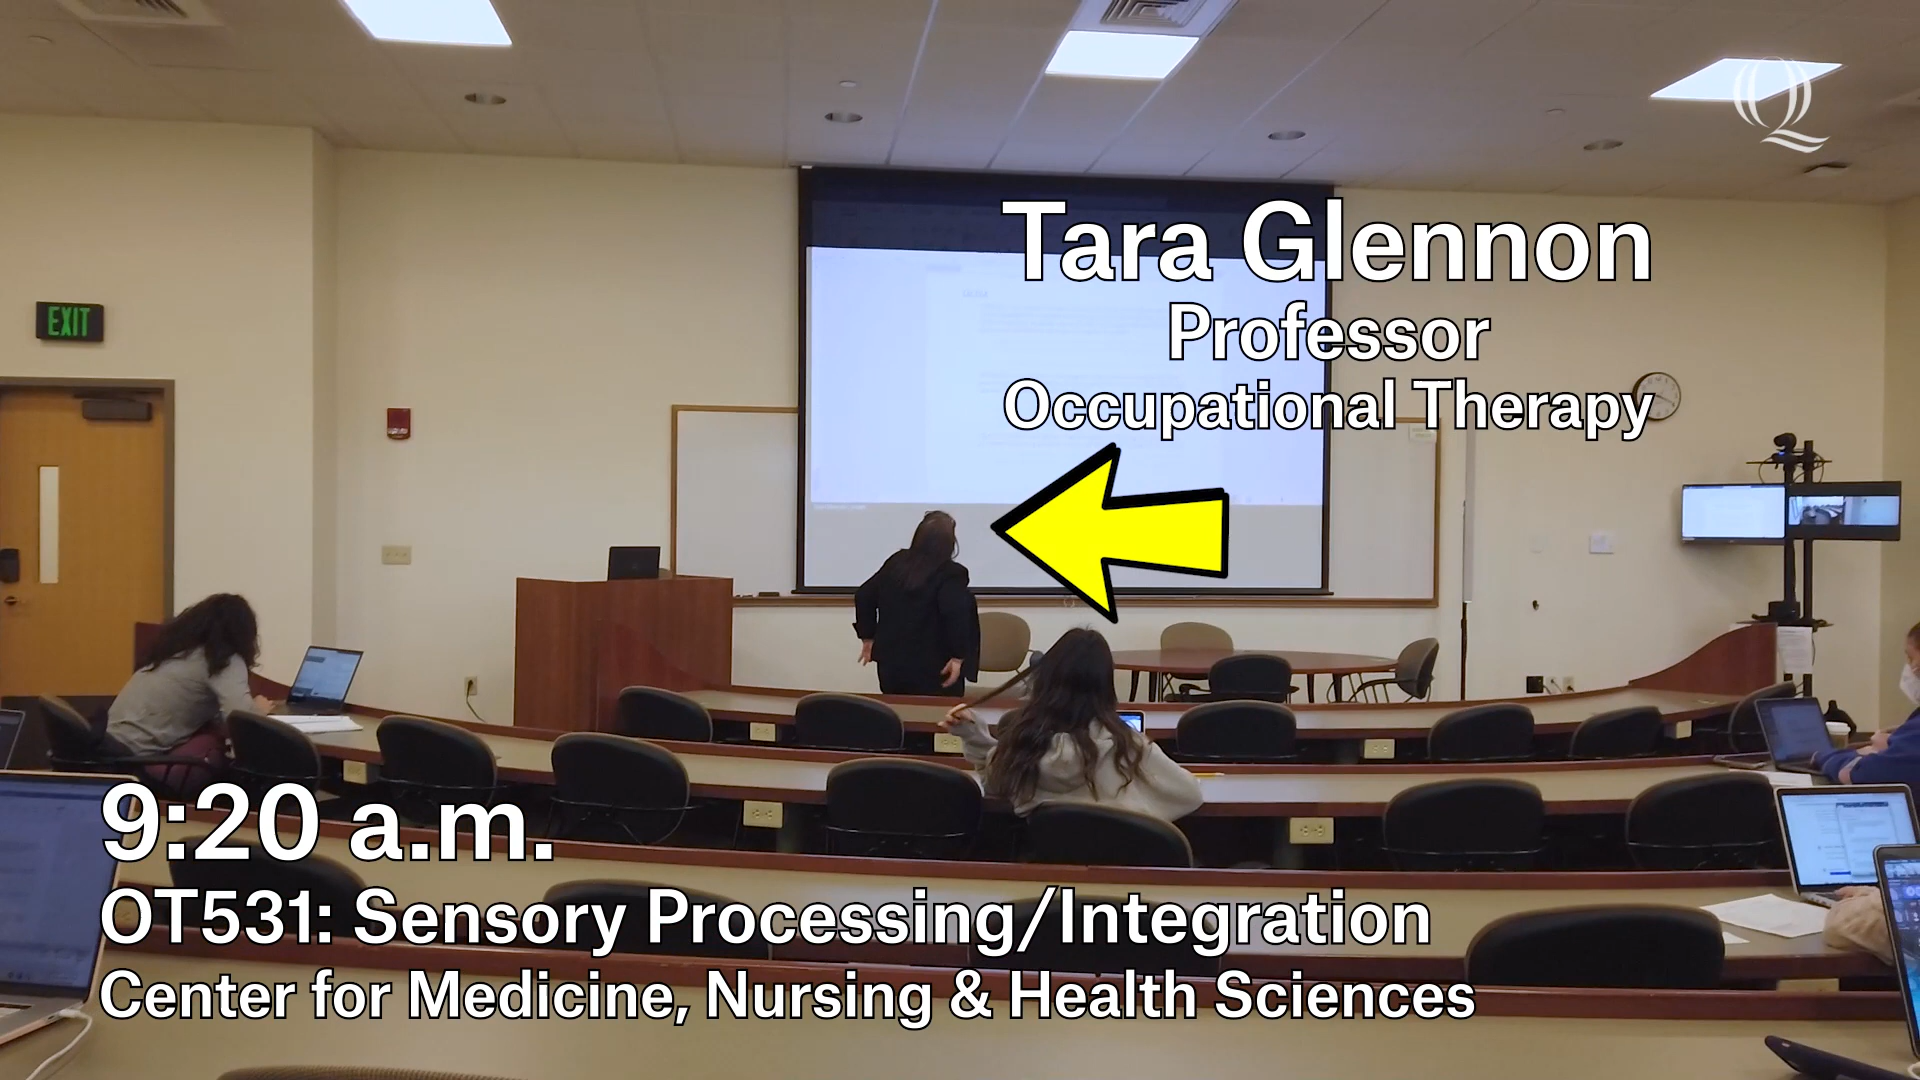 EXIT
Tara Glennon
Professor
Occupational Therapy
9:20 a.m.
OT531: Sensory Processing/Integration
Center for Medicine, Nursing & Health Sciences